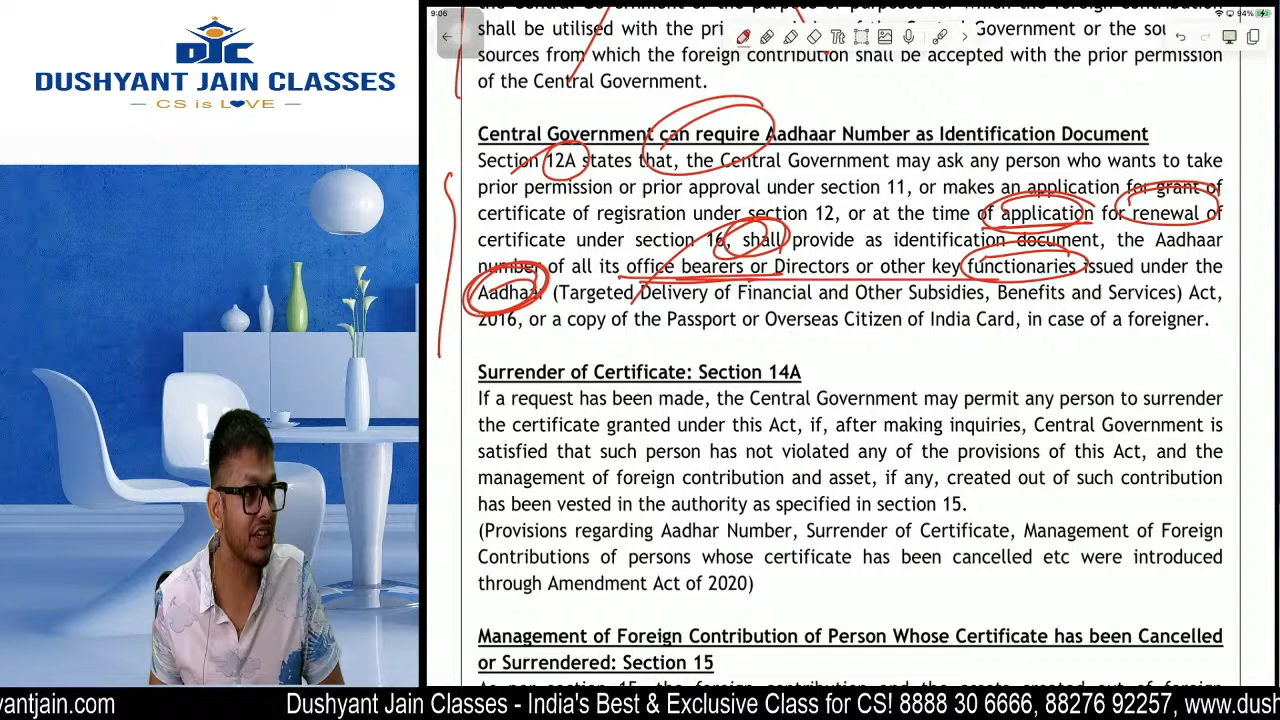 9:06
94%
DJC
DUSHYANT JAIN CLASSES
CS is LOVE
shall be utilised with the Government or the
sources from which the foreign contribution shall be accepted with the prior permission
of the Central Government.
Central Government can require Aadhaar Number as Identification Document
Section 12A states that, the Central Government may ask any person who wants to take
prior permission or prior approval under section 11, or makes an application for grant of
certificate of regisration under section 12, or at the time of application for renewal of
certificate under section 16, shall provide as identification document, the Aadhaar
number of all its office bearers or Directors or other key functionaries issued under the
Aadhaar (Targeted Delivery of Financial and Other Subsidies, Benefits and Services) Act,
2016, or a copy of the Passport or Overseas Citizen of India Card, in case of a foreigner.
Surrender of Certificate: Section 14A
If a request has been made, the Central Government may permit any person to surrender
the certificate granted under this Act, if, after making inquiries, Central Government is
satisfied that such person has not violated any of the provisions of this Act, and the
management of foreign contribution and asset, if any, created out of such contribution
has been vested in the authority as specified in section 15.
(Provisions regarding Aadhar Number, Surrender of Certificate, Management of Foreign
Contributions of persons whose certificate has been cancelled etc were introduced
through Amendment Act of 2020)
Management of Foreign Contribution of Person Whose Certificate has been Cancelled
or Surrendered: Section 15
vantjain.com Dushyant Jain Classes - India's Best & Exclusive Class for CS! 8888 30 6666, 88276 92257, www.dush